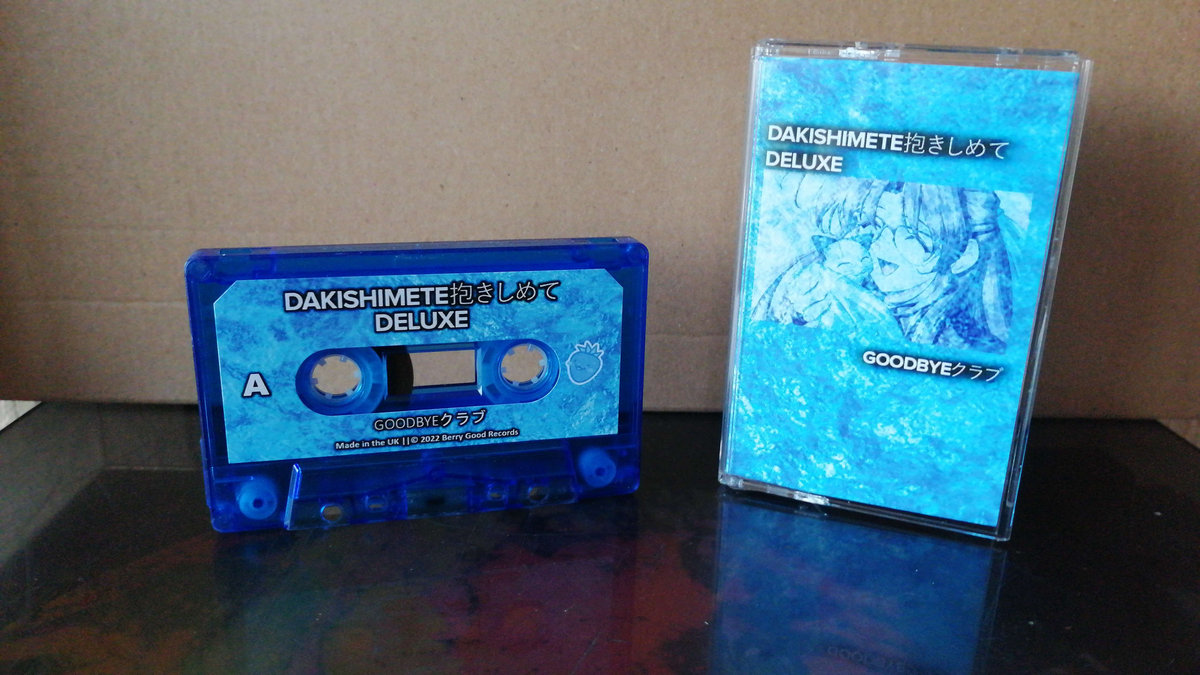 DAKISHIMETE抱きしめて
DELUXE
A
GOODBYEクラブ
Made in the UK ||© 2022 Berry Good Records
DAKISHIMETE抱きしめて
DELUXE
GOODBYEクラブ